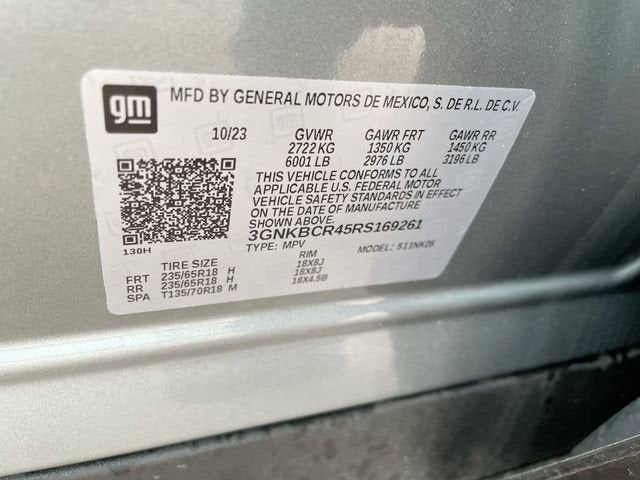 gm
MFD BY GENERAL MOTORS DE MEXICO, S. DE R.L. DE C.V.
10/23 GVWR GAWR FRT GAWR RR
2722 KG 1350 KG 1450 KG
6001 LB 2976 LB 3196 LB
THIS VEHICLE CONFORMS TO ALL
APPLICABLE U.S. FEDERAL MOTOR
VEHICLE SAFETY STANDARDS IN EFFECT
ON THE DATE OF MANUFACTURE SHOWN ABOVE
3GNKBCR45RS169261
130H TYPE: MPV MODEL: 511NK26
TIRE SIZE RIM
FRT 235/65R18 H 18X8J
RR 235/65R18 H 18X8J
SPA T135/70R18 M 18X4.5B